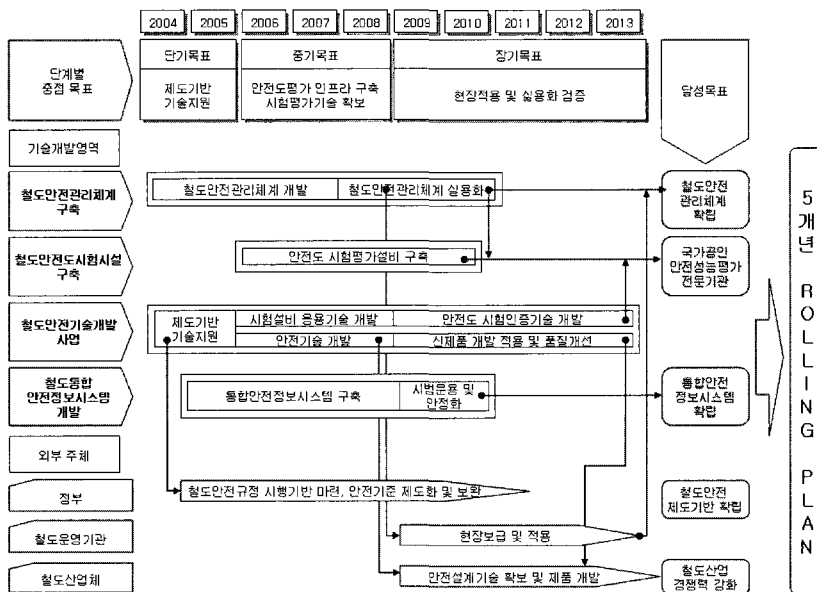 2004 2005 2006 2007 2008 2009 2010 2011 2012 2013
단계별
중점 목표
단기목표
중기목표
장기목표
제도기반
기술지원
안전도평가 인프라 구축
시험평가기술 확보
현장적용 및 실용화 검증
달성목표
기술개발영역
철도안전관리체계
구축
철도안전관리체계 개발
철도안전관리체계 실용화
철도안전
관리체계
확립
철도안전도시험시설
구축
안전도 시험평가설비 구축
국가공인
안전성능평가
전문기관
철도안전기술개발
사업
제도기반
기술지원
시험설비 응용기술 개발
안전도 시험인증기술 개발
안전기술 개발
신제품 개발 적용 및 품질개선
철도통합
안전정보시스템
개발
통합안전정보시스템 구축
시범운용 및
안정화
통합안전
정보시스템
확립
외부 주체
정부
철도안전규정 시행기반 마련, 안전기준 제도화 및 보완
철도안전
제도기반 확립
철도운영기관
현장보급 및 적용
철도산업체
안전설계기술 확보 및 제품 개발
철도산업
경쟁력 강화
5개년 ROLLING PLAN